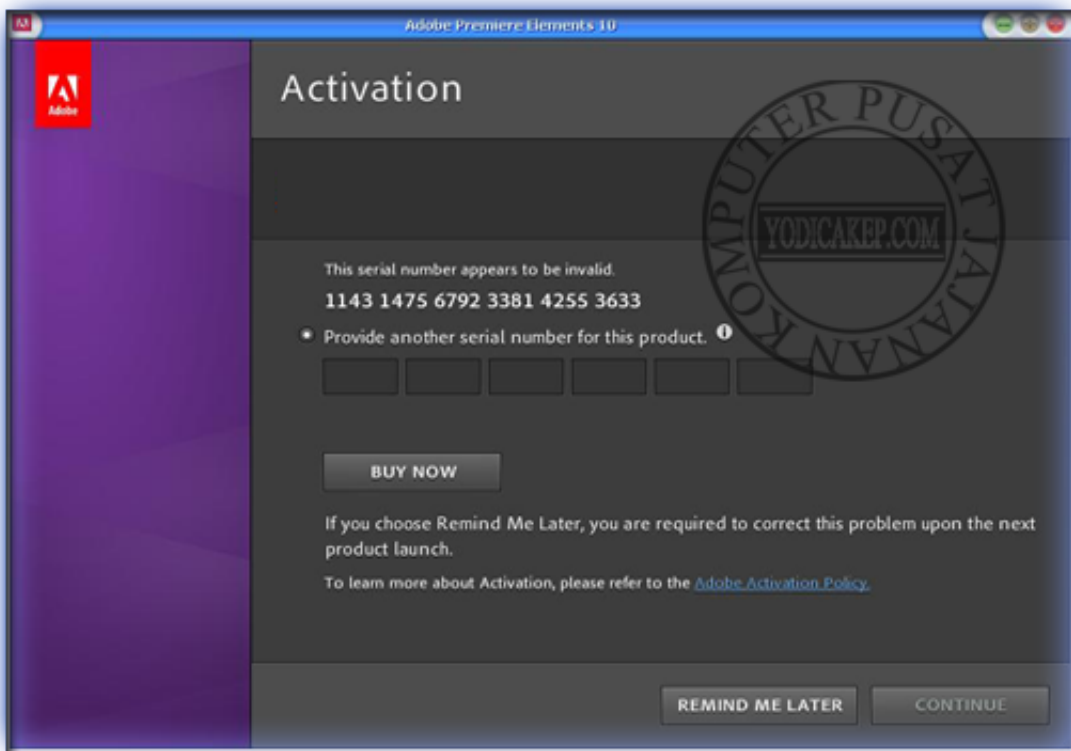 Adobe Premiere Elements 10
Adobe
Activation
KOMPUTER PUSAT JAJANAN
YODICAKEP.COM
This serial number appears to be invalid.
1143 1475 6792 3381 4255 3633
Provide another serial number for this product.
BUY NOW
If you choose Remind Me Later, you are required to correct this problem upon the next
product launch.
To learn more about Activation, please refer to the Adobe Activation Policy.
REMIND ME LATER
CONTINUE